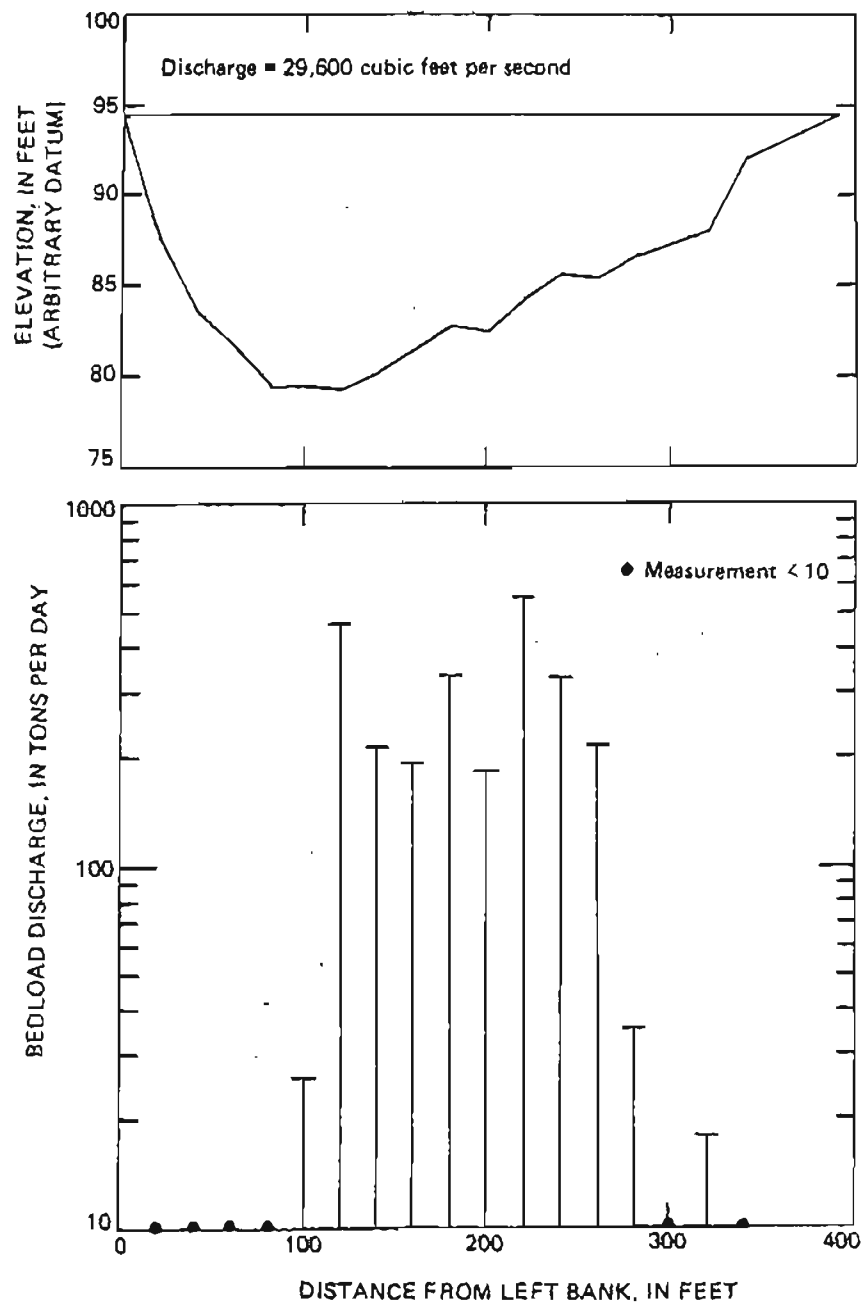 100
Discharge = 29,600 cubic feet per second
95
90
85
80
75
ELEVATION, IN FEET
(ARBITRARY DATUM)
1000
Measurement < 10
100
10
BEDLOAD DISCHARGE, IN TONS PER DAY
0 100 200 300 400
DISTANCE FROM LEFT BANK, IN FEET